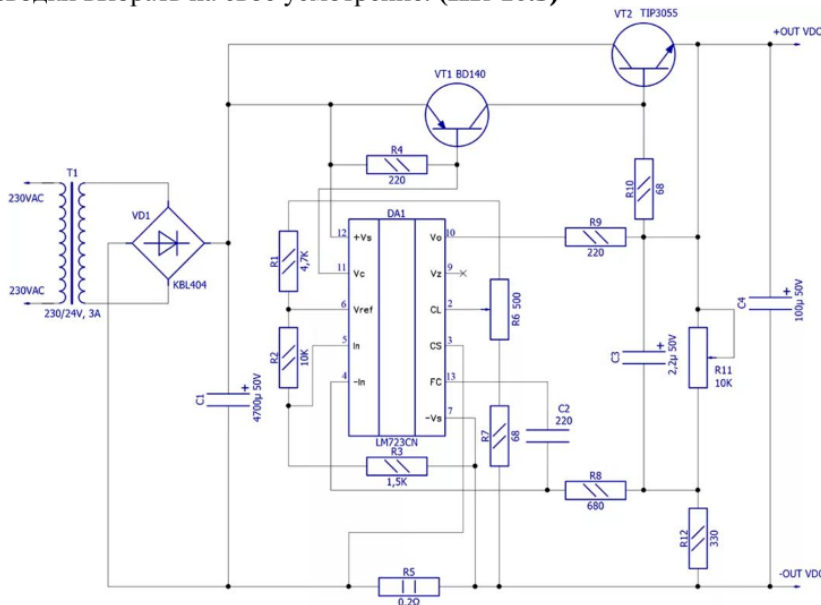 (ШТ 20.3)
VT2 TIP3055
+OUT VDC
VT1 BD140
R4
220
T1
230VAC
VD1
KBL404
230VAC
230/24V, 3A
DA1
12 +Vs
11 Vc
6 Vref
5 In
4 -In
Vo 10
Vz 9
CL 2
CS 3
FC 13
-Vs 7
LM723CN
R1
4,7K
R2
10K
R3
1,5K
R9
220
R10
68
R6 500
R7
68
C2
220
R8
680
C3
2,2µ 50V
+
R11
10K
C4
100µ 50V
+
R12
330
C1
4700µ 50V
+
R5
0.2Ω
-OUT VDC